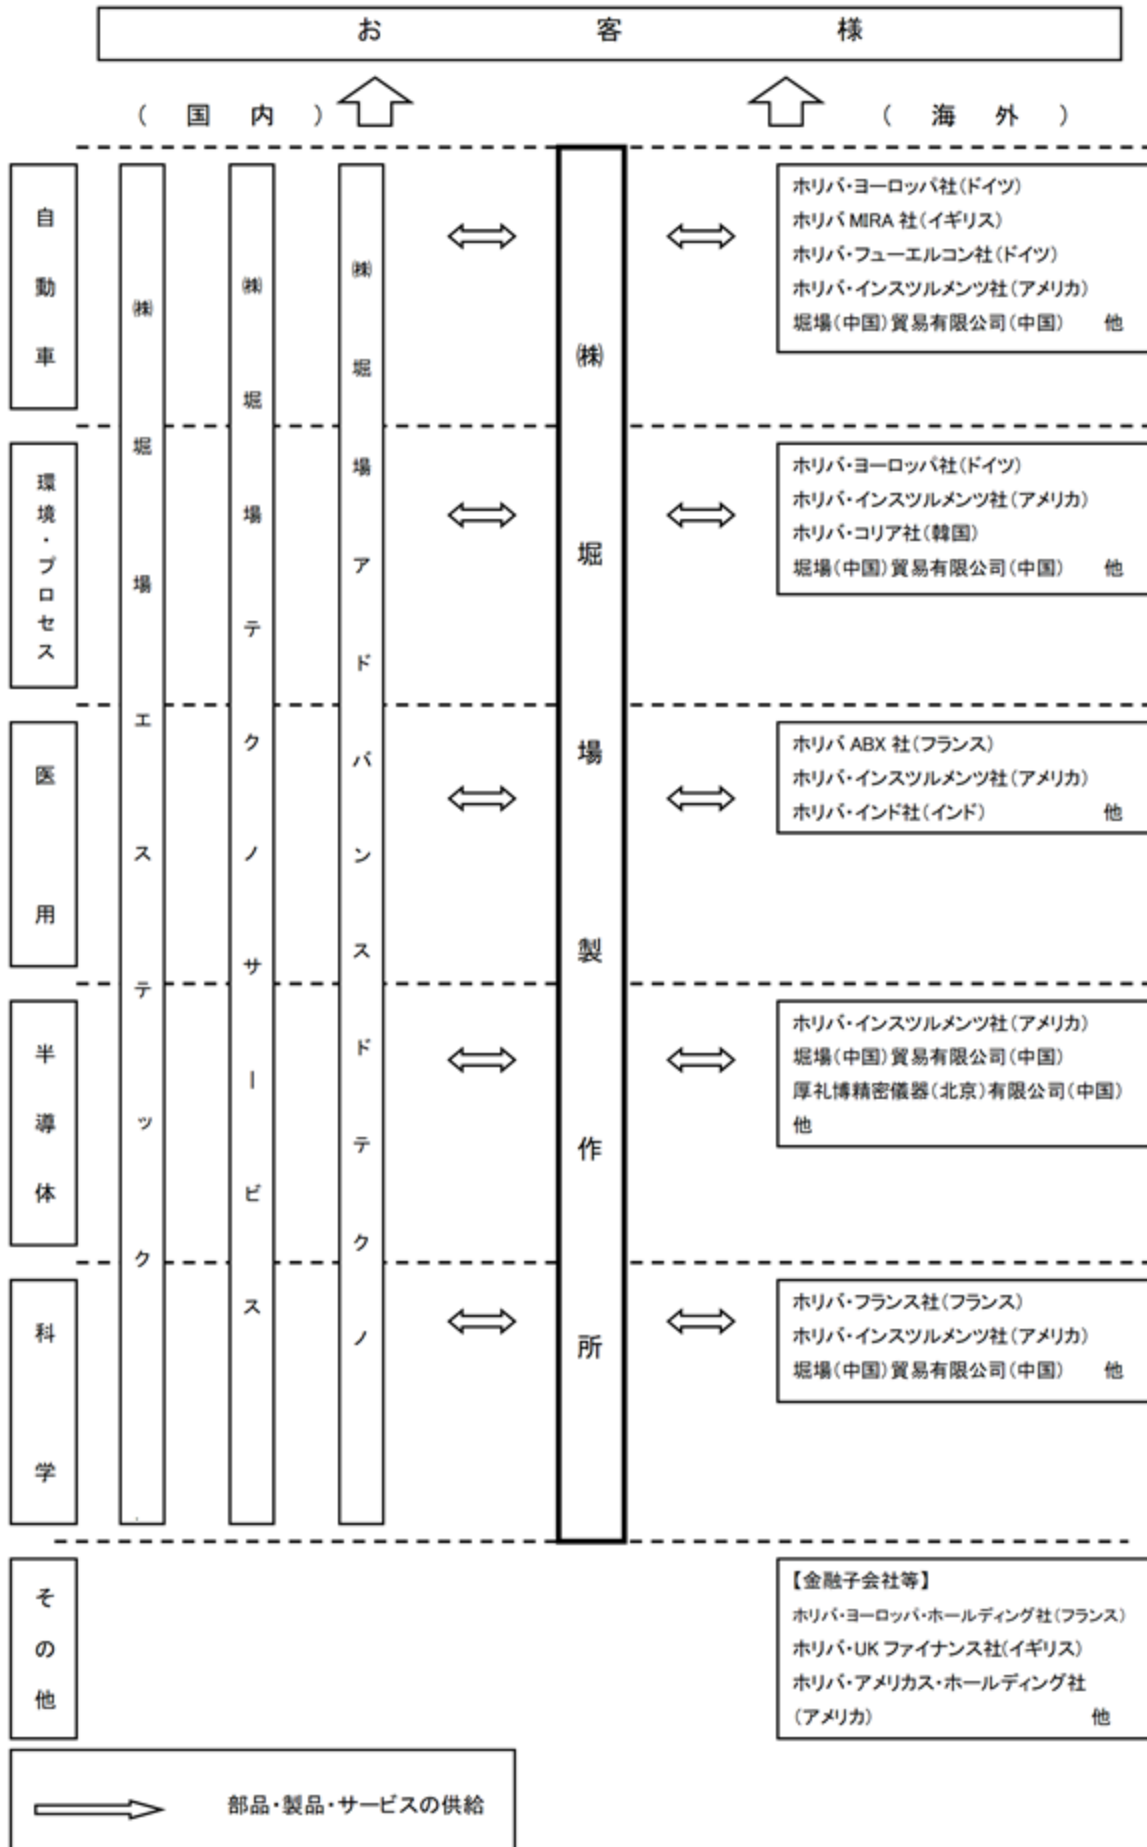 お客様
(国内)
(海外)
自動車
環境・プロセス
医用
半導体
科学
その他
㈱堀場エステック
㈱堀場テクノサービス
㈱堀場アドバンスドテクノ
㈱堀場製作所
ホリバ・ヨーロッパ社(ドイツ)
ホリバ MIRA 社(イギリス)
ホリバ・フューエルコン社(ドイツ)
ホリバ・インスツルメンツ社(アメリカ)
堀場(中国)貿易有限公司(中国) 他
ホリバ・ヨーロッパ社(ドイツ)
ホリバ・インスツルメンツ社(アメリカ)
ホリバ・コリア社(韓国)
堀場(中国)貿易有限公司(中国) 他
ホリバ ABX 社(フランス)
ホリバ・インスツルメンツ社(アメリカ)
ホリバ・インド社(インド) 他
ホリバ・インスツルメンツ社(アメリカ)
堀場(中国)貿易有限公司(中国)
厚礼博精密儀器(北京)有限公司(中国)
他
ホリバ・フランス社(フランス)
ホリバ・インスツルメンツ社(アメリカ)
堀場(中国)貿易有限公司(中国) 他
【金融子会社等】
ホリバ・ヨーロッパ・ホールディング社(フランス)
ホリバ・UK ファイナンス社(イギリス)
ホリバ・アメリカス・ホールディング社
(アメリカ) 他
部品・製品・サービスの供給